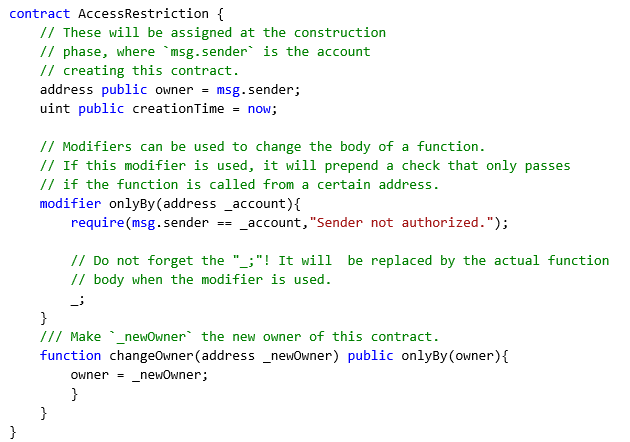 contract AccessRestriction {
    // These will be assigned at the construction
    // phase, where `msg.sender` is the account
    // creating this contract.
    address public owner = msg.sender;
    uint public creationTime = now;

    // Modifiers can be used to change the body of a function.
    // If this modifier is used, it will prepend a check that only passes
    // if the function is called from a certain address.
    modifier onlyBy(address _account){
        require(msg.sender == _account,"Sender not authorized.");

        // Do not forget the "_;"! It will  be replaced by the actual function
        // body when the modifier is used.
        _;
    }
    /// Make `_newOwner` the new owner of this contract.
    function changeOwner(address _newOwner) public onlyBy(owner){
        owner = _newOwner;
        }
    }
}